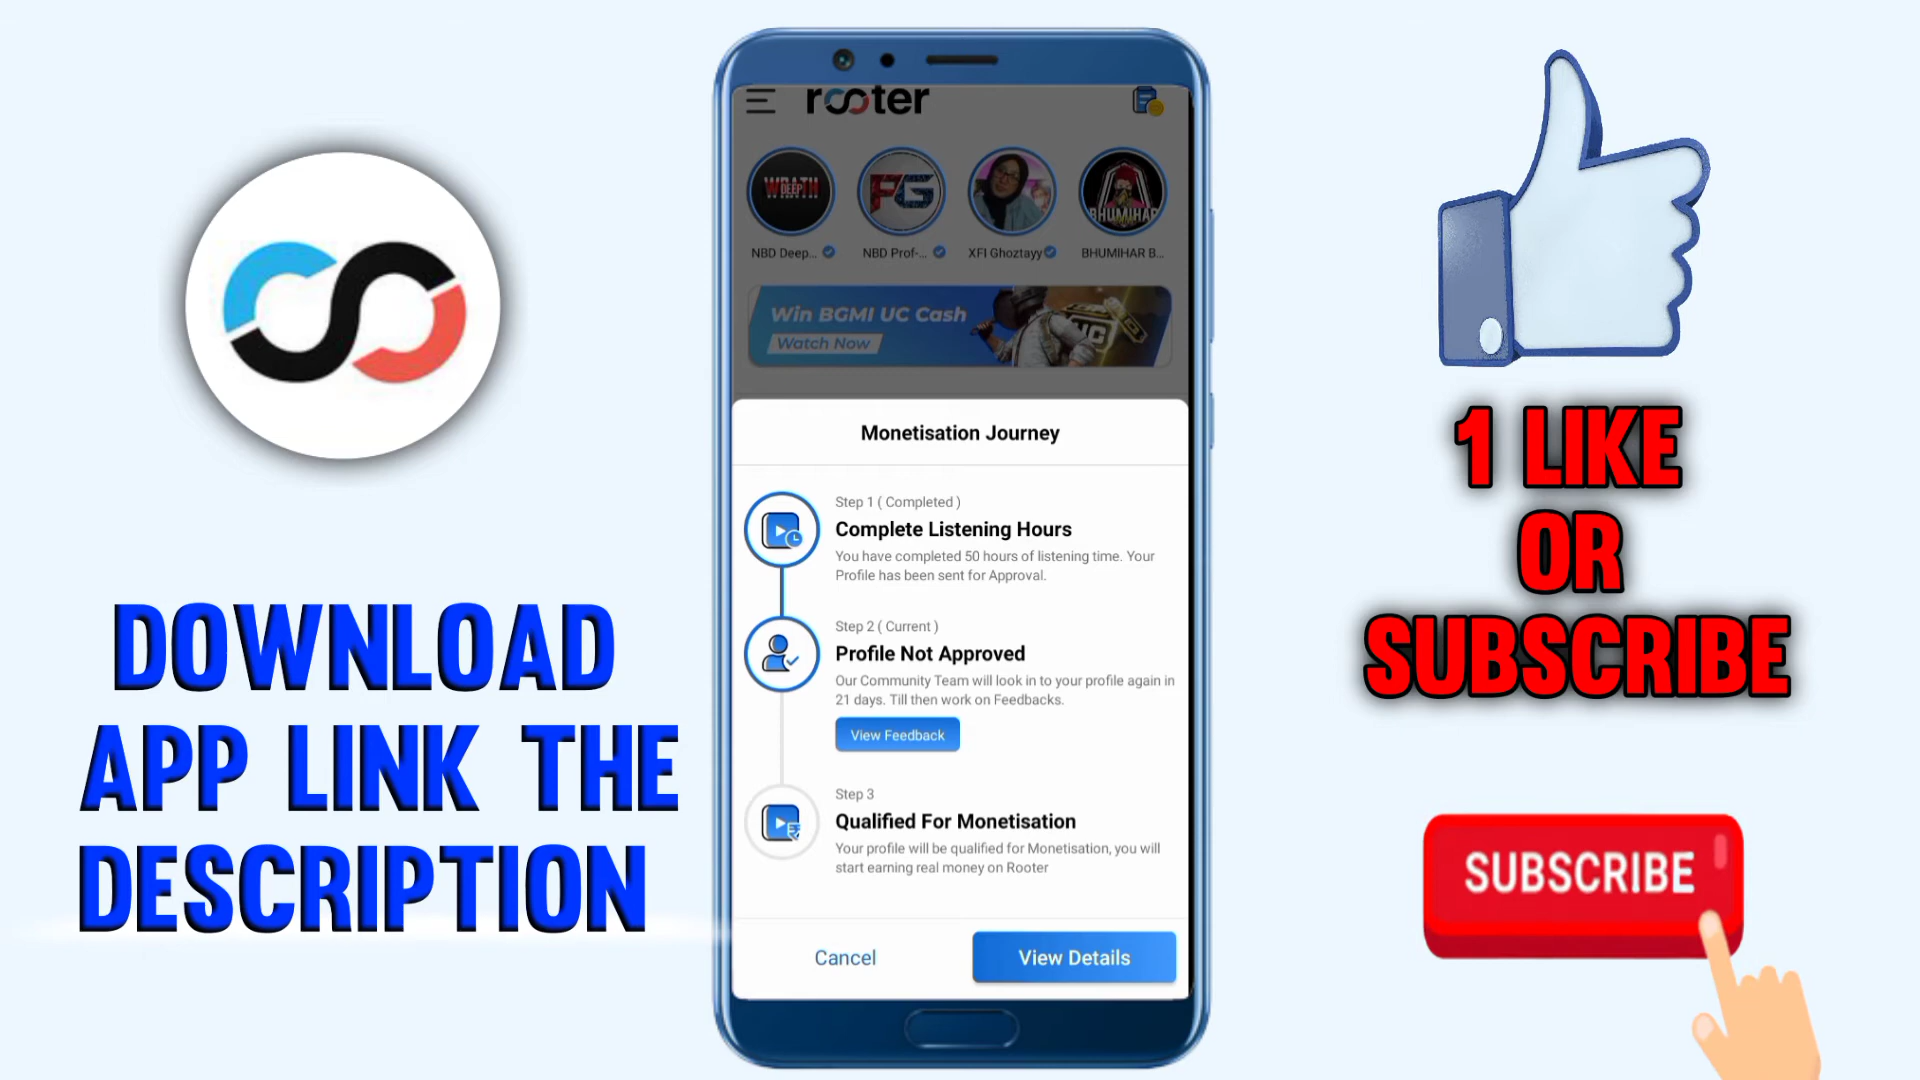 rooter
WRATH
DEEP
FG
BHUMIHAR
NBD Deep...
NBD Prof-...
XFI Ghoztayy
BHUMIHAR B...
Win BGMI UC Cash
Watch Now
UC
Monetisation Journey
Step 1 ( Completed )
Complete Listening Hours
You have completed 50 hours of listening time. Your
Profile has been sent for Approval.
Step 2 ( Current )
Profile Not Approved
Our Community Team will look in to your profile again in
21 days. Till then work on Feedbacks.
View Feedback
Step 3
Qualified For Monetisation
Your profile will be qualified for Monetisation, you will
start earning real money on Rooter
Cancel
View Details
DOWNLOAD
APP LINK THE
DESCRIPTION
1 LIKE
OR
SUBSCRIBE
SUBSCRIBE